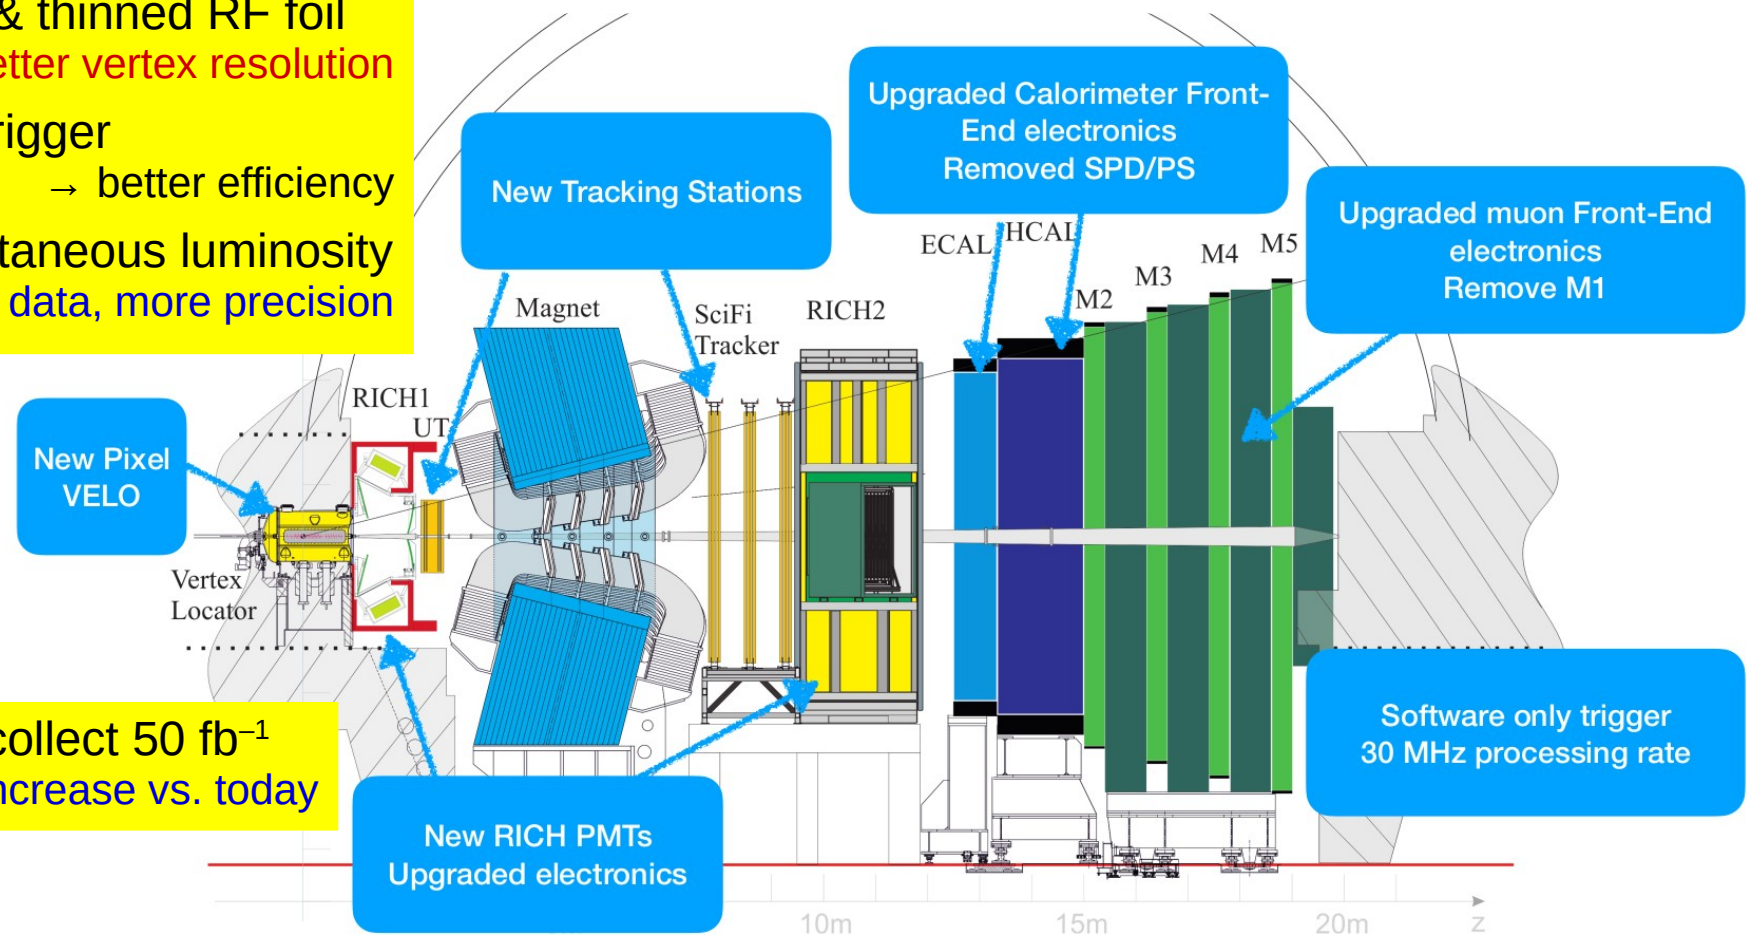 & thinned RF foil
etter vertex resolution
rigger
→ better efficiency
taneous luminosity
data, more precision
New Tracking Stations
Upgraded Calorimeter Front-
End electronics
Removed SPD/PS
Upgraded muon Front-End
electronics
Remove M1
ECAL
HCAL
M2
M3
M4
M5
Magnet
SciFi
Tracker
RICH2
RICH1
UT
New Pixel
VELO
Vertex
Locator
collect 50 fb⁻¹
ncrease vs. today
New RICH PMTs
Upgraded electronics
Software only trigger
30 MHz processing rate
10m
15m
20m
z